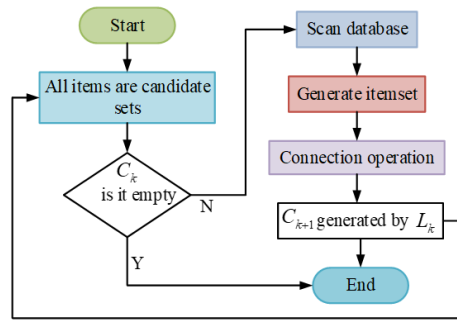 Start
All items are candidate
sets
C_k
is it empty
N
Y
Scan database
Generate itemset
Connection operation
C_{k+1} generated by L_k
End